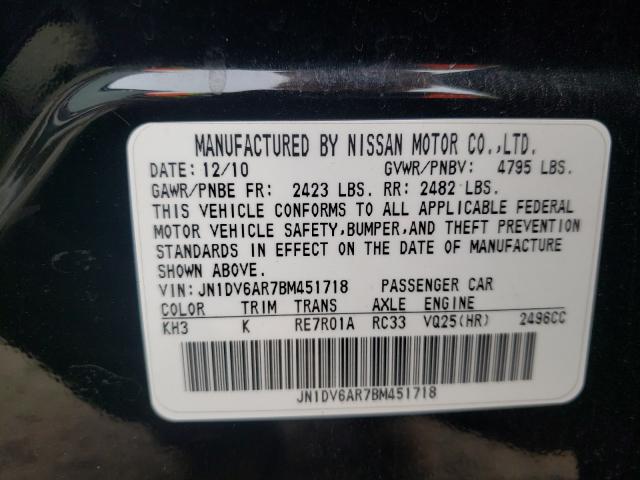 MANUFACTURED BY NISSAN MOTOR CO.,LTD.
DATE: 12/10 GVWR/PNBV: 4795 LBS.
GAWR/PNBE FR: 2423 LBS. RR: 2482 LBS.
THIS VEHICLE CONFORMS TO ALL APPLICABLE FEDERAL
MOTOR VEHICLE SAFETY,BUMPER,AND THEFT PREVENTION
STANDARDS IN EFFECT ON THE DATE OF MANUFACTURE
SHOWN ABOVE.
VIN: JN1DV6AR7BM451718 PASSENGER CAR
COLOR TRIM TRANS AXLE ENGINE
KH3 K RE7R01A RC33 VQ25(HR) 2496CC
JN1DV6AR7BM451718